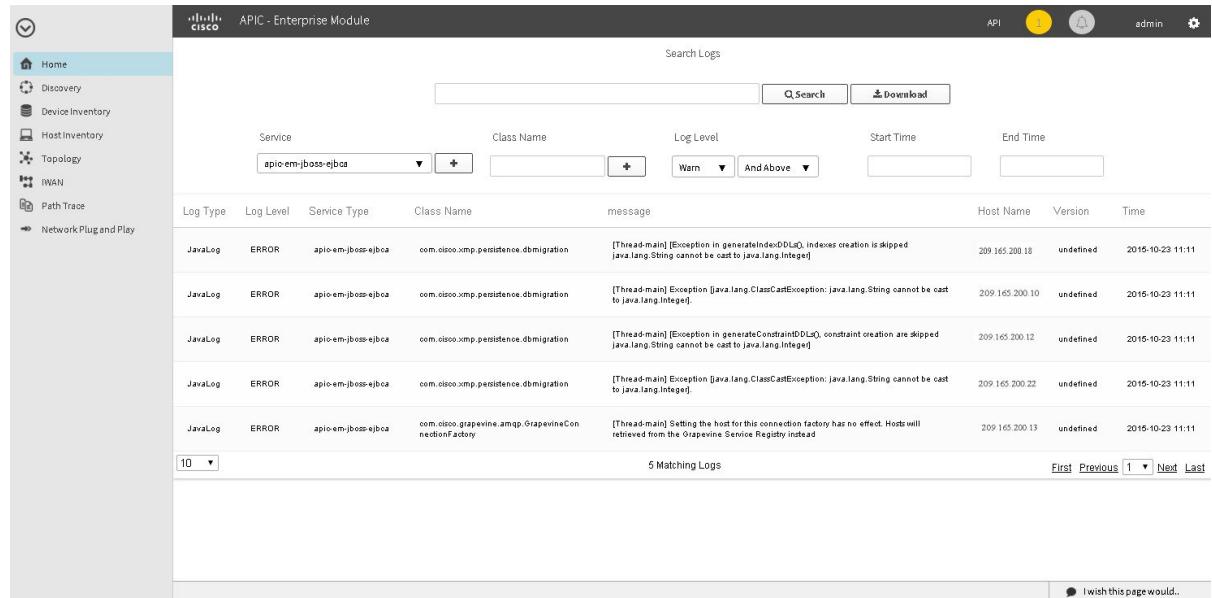 CISCO APIC - Enterprise Module API 1 admin
Home
Discovery
Device Inventory
Host Inventory
Topology
IWAN
Path Trace
Network Plug and Play
Search Logs
Search Download
Service Class Name Log Level Start Time End Time
apic-em-jboss-ejbca + + Warn And Above
Log Type Log Level Service Type Class Name message Host Name Version Time
JavaLog ERROR apic-em-jboss-ejbca com.cisco.xmp.persistence.dbmigration [Thread-main] [Exception in generateIndexDDLs(), indexes creation is skipped 209.165.200.18 undefined 2015-10-23 11:11
java.lang.String cannot be cast to java.lang.Integer]
JavaLog ERROR apic-em-jboss-ejbca com.cisco.xmp.persistence.dbmigration [Thread-main] Exception [java.lang.ClassCastException: java.lang.String cannot be cast 209.165.200.10 undefined 2015-10-23 11:11
to java.lang.Integer].
JavaLog ERROR apic-em-jboss-ejbca com.cisco.xmp.persistence.dbmigration [Thread-main] [Exception in generateConstraintDDLs(), constraint creation are skipped 209.165.200.12 undefined 2015-10-23 11:11
java.lang.String cannot be cast to java.lang.Integer]
JavaLog ERROR apic-em-jboss-ejbca com.cisco.xmp.persistence.dbmigration [Thread-main] Exception [java.lang.ClassCastException: java.lang.String cannot be cast 209.165.200.22 undefined 2015-10-23 11:11
to java.lang.Integer].
JavaLog ERROR apic-em-jboss-ejbca com.cisco.grapevine.amqp.GrapevineCon [Thread-main] Setting the host for this connection factory has no effect. Hosts will 209.165.200.13 undefined 2015-10-23 11:11
nectionFactory retrieved from the Grapevine Service Registry instead
10 5 Matching Logs First Previous 1 Next Last
I wish this page would..